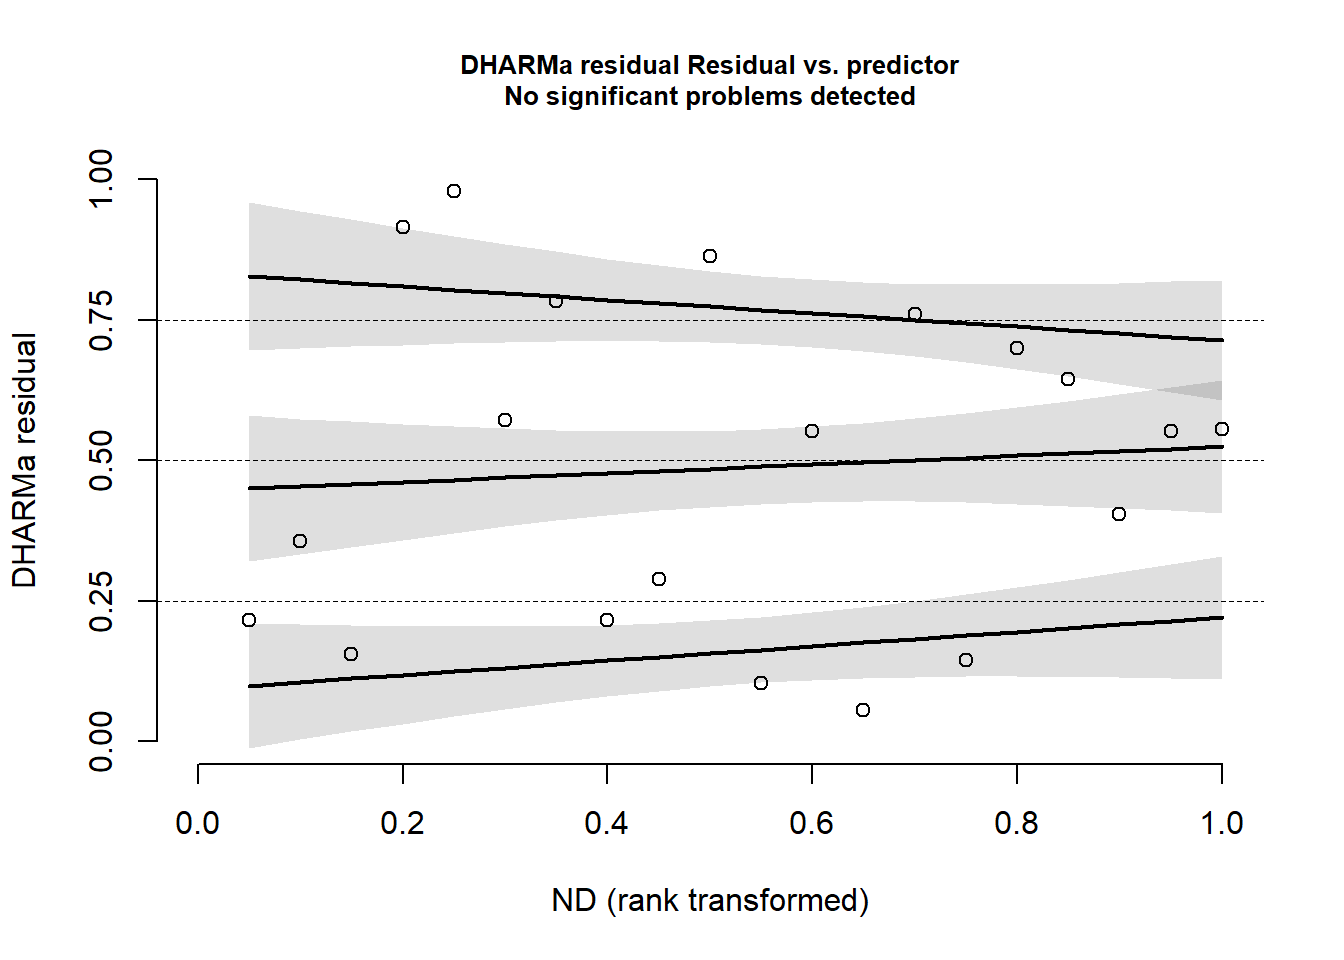 DHARMa residual Residual vs. predictor
No significant problems detected
DHARMa residual
1.00
0.75
0.50
0.25
0.00
0.0 0.2 0.4 0.6 0.8 1.0
ND (rank transformed)